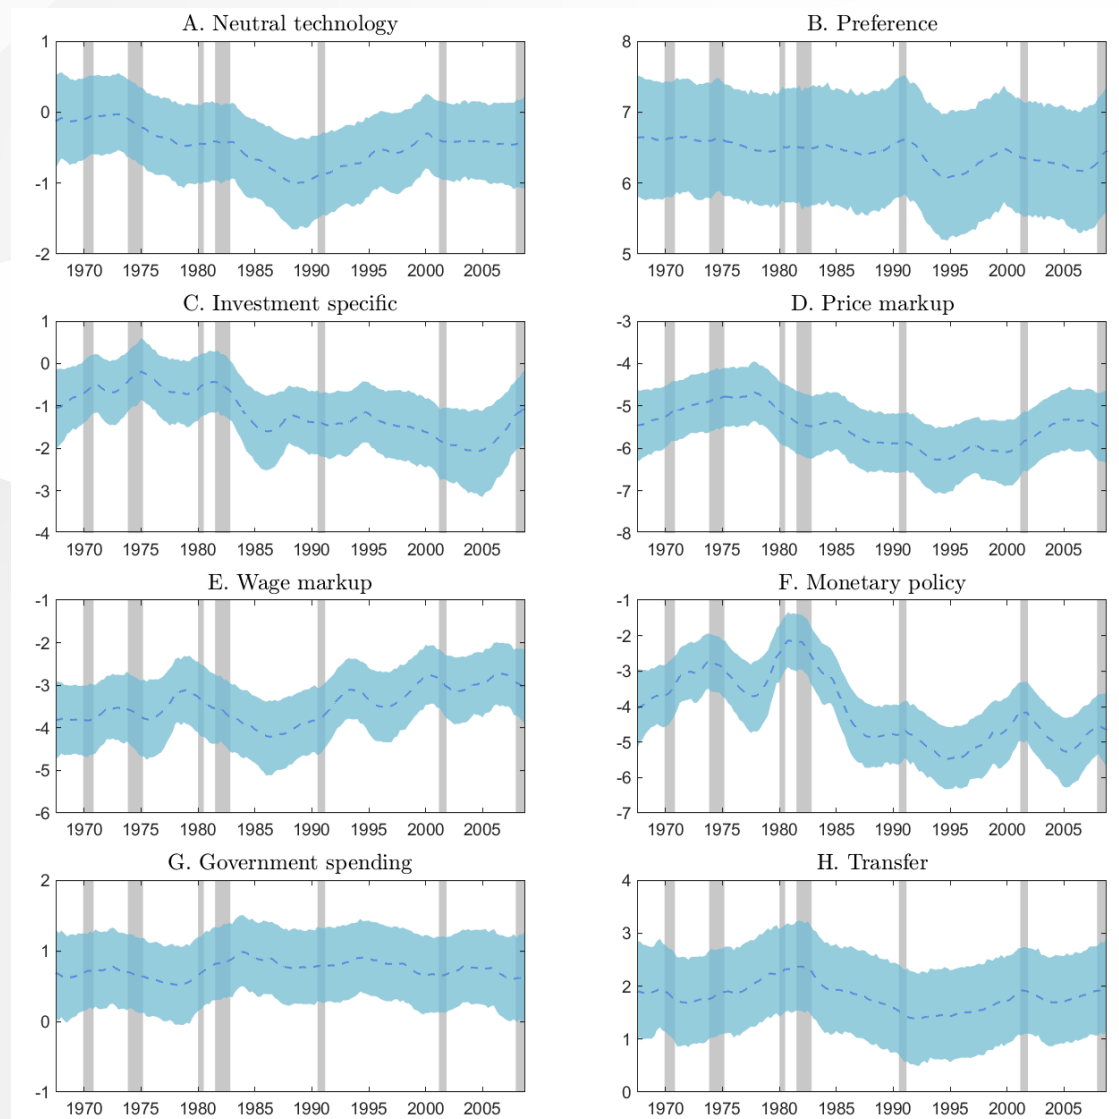 A. Neutral technology
1
0
-1
-2
1970 1975 1980 1985 1990 1995 2000 2005
B. Preference
8
7
6
5
1970 1975 1980 1985 1990 1995 2000 2005
C. Investment specific
1
0
-1
-2
-3
-4
1970 1975 1980 1985 1990 1995 2000 2005
D. Price markup
-3
-4
-5
-6
-7
-8
1970 1975 1980 1985 1990 1995 2000 2005
E. Wage markup
-1
-2
-3
-4
-5
-6
1970 1975 1980 1985 1990 1995 2000 2005
F. Monetary policy
-1
-2
-3
-4
-5
-6
-7
1970 1975 1980 1985 1990 1995 2000 2005
G. Government spending
2
1
0
-1
1970 1975 1980 1985 1990 1995 2000 2005
H. Transfer
4
3
2
1
0
1970 1975 1980 1985 1990 1995 2000 2005